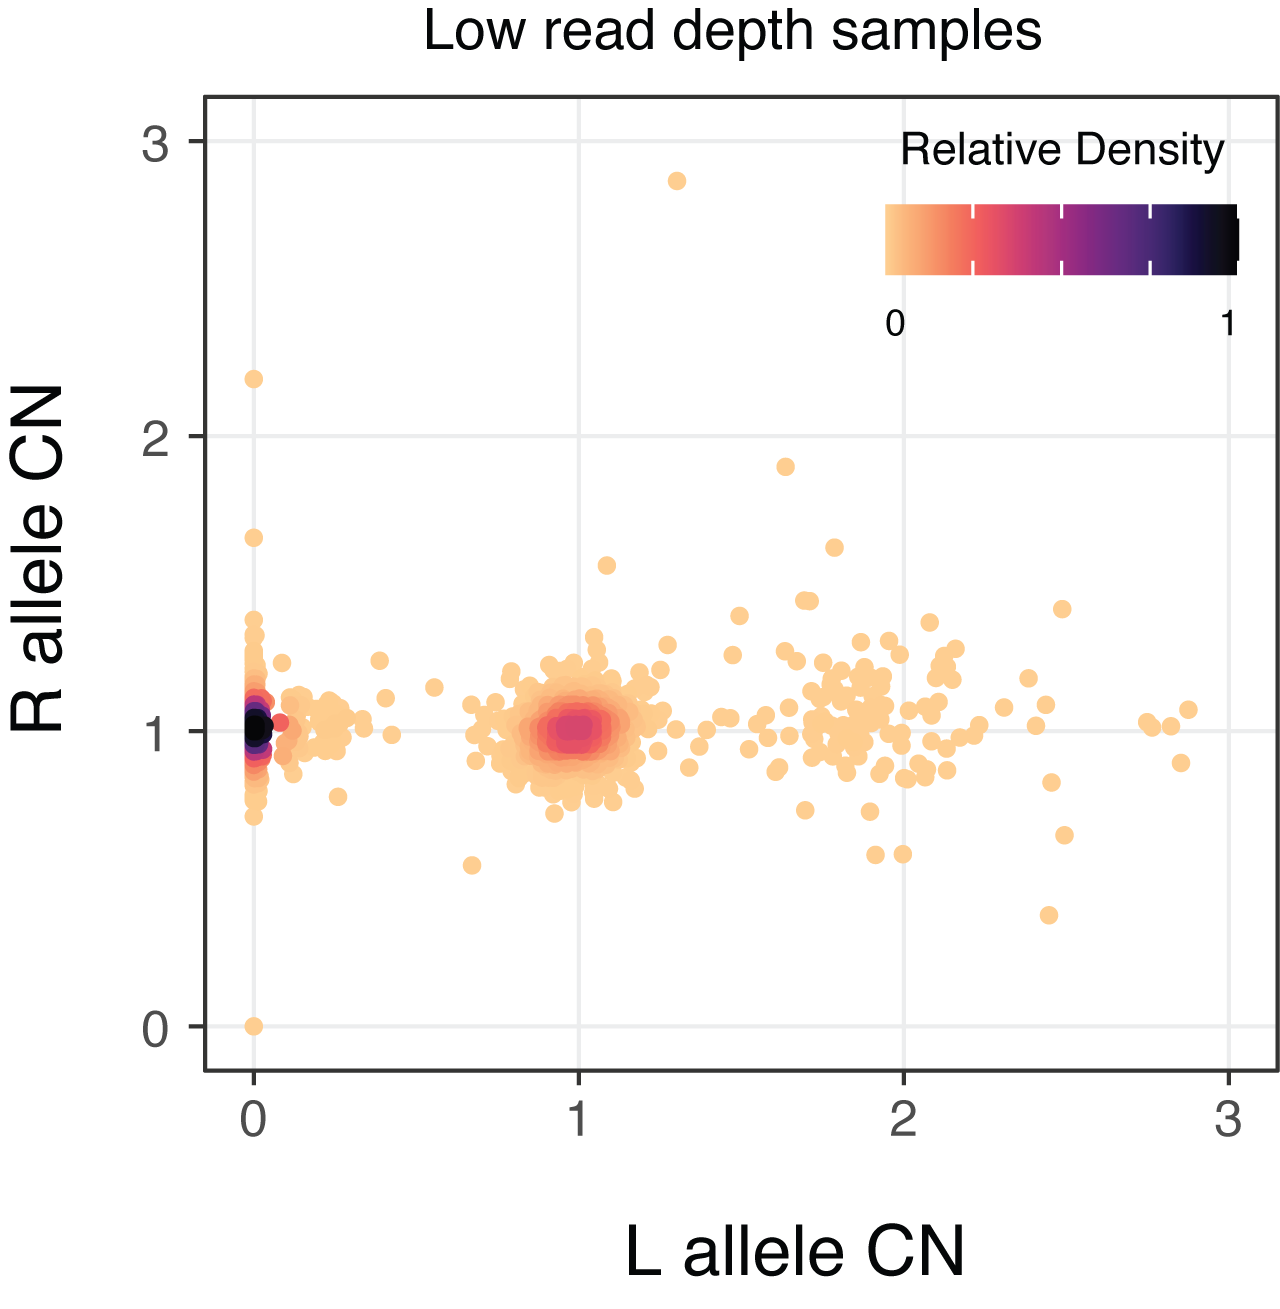 Low read depth samples
Relative Density
0 1
R allele CN
3
2
1
0
0 1 2 3
L allele CN